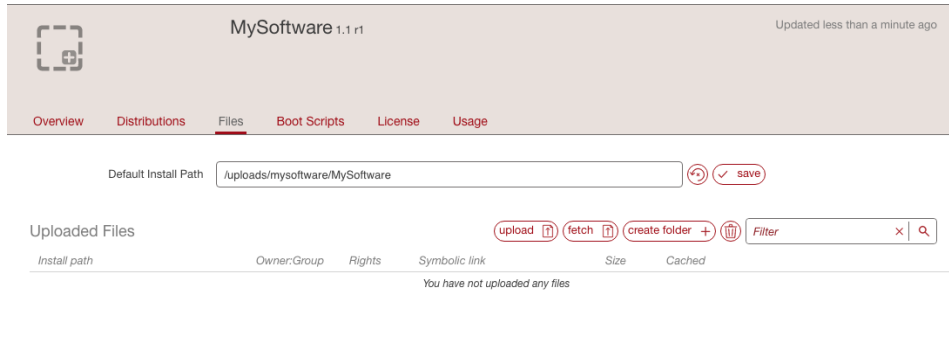 MySoftware 1.1 r1
Updated less than a minute ago
Overview Distributions Files Boot Scripts License Usage
Default Install Path /uploads/mysoftware/MySoftware save
Uploaded Files upload fetch create folder Filter
Install path Owner:Group Rights Symbolic link Size Cached
You have not uploaded any files